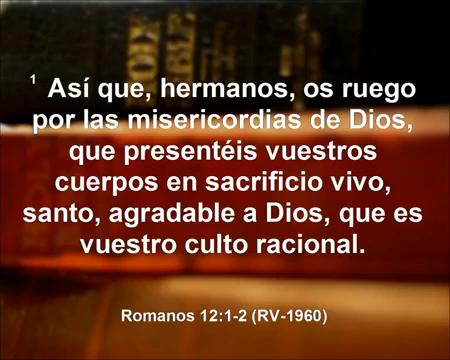 1 Así que, hermanos, os ruego
por las misericordias de Dios,
que presentéis vuestros
cuerpos en sacrificio vivo,
santo, agradable a Dios, que es
vuestro culto racional.
Romanos 12:1-2 (RV-1960)